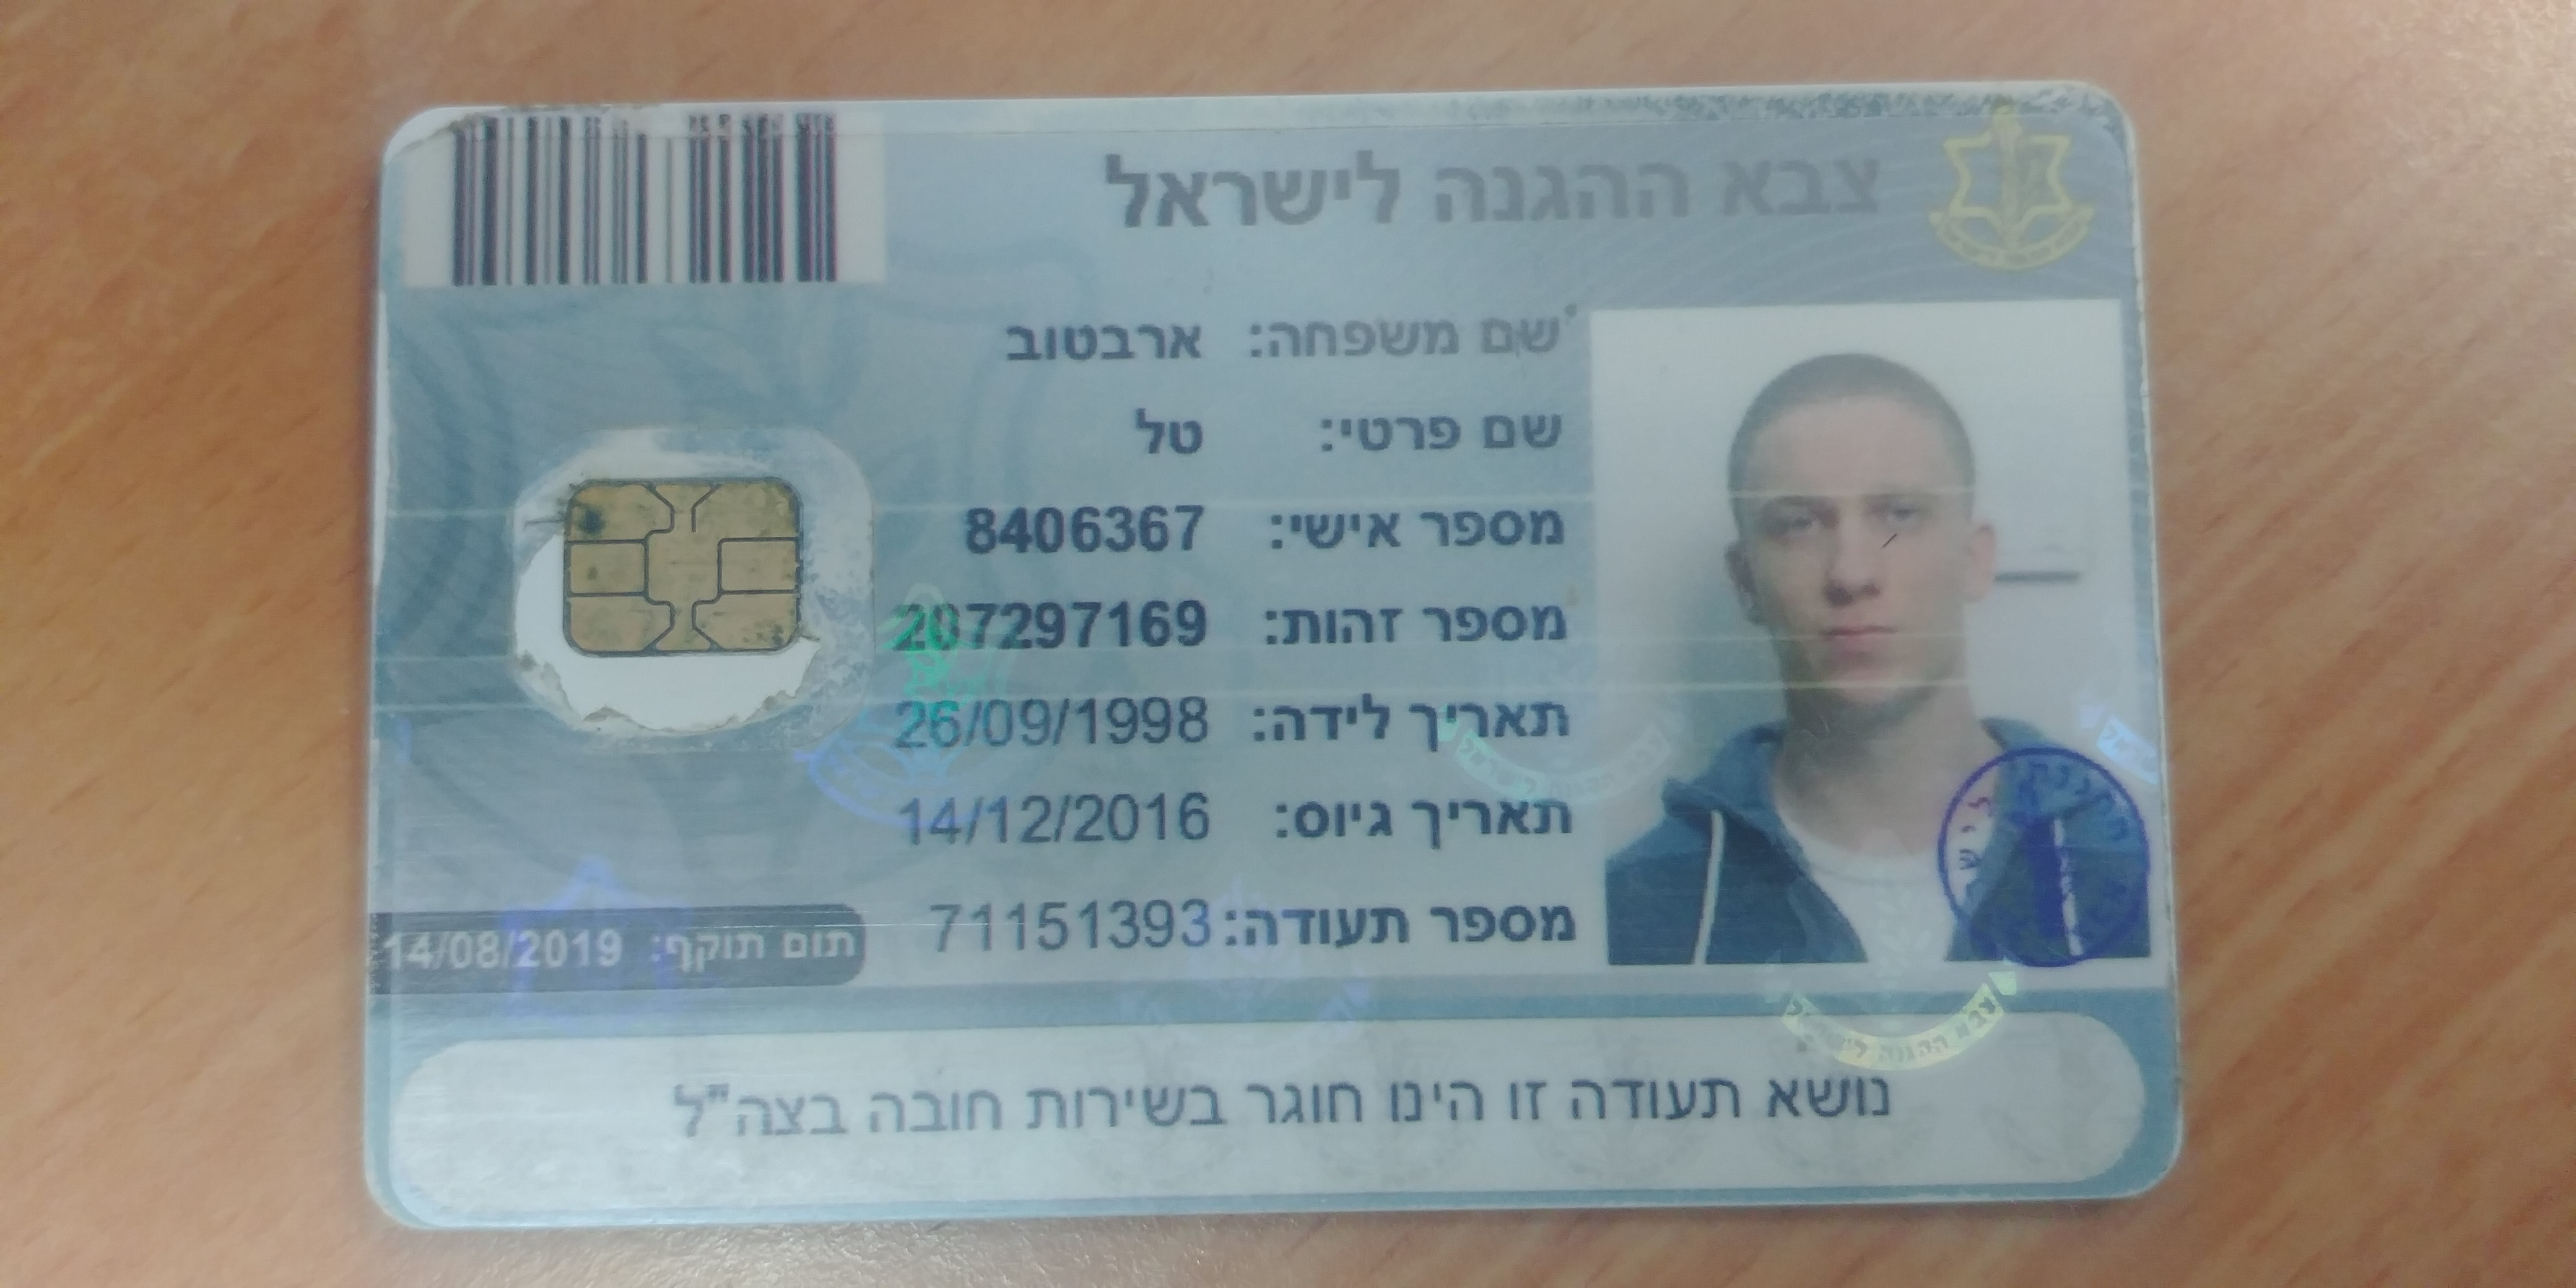 צבא ההגנה לישראל
שם משפחה: ארבטוב
שם פרטי: טל
מספר אישי: 8406367
מספר זהות: 207297169
תאריך לידה: 26/09/1998
תאריך גיוס: 14/12/2016
מספר תעודה: 71151393
תום תוקף: 14/08/2019
נושא תעודה זו הינו חוגר בשירות חובה בצה"ל